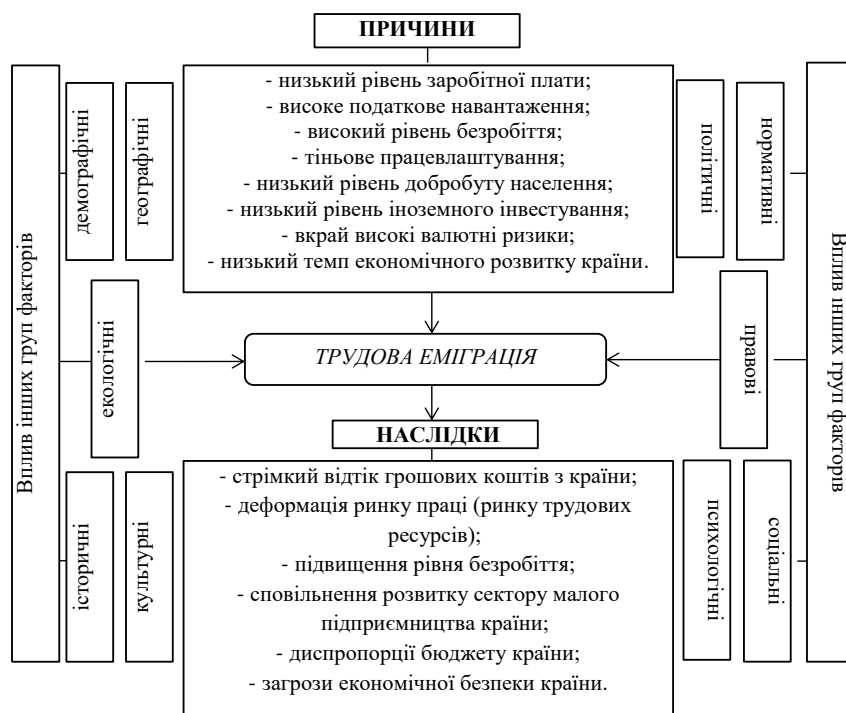 ПРИЧИНИ
Вплив інших груп факторів
демографічні
географічні
- низький рівень заробітної плати;
- високе податкове навантаження;
- високий рівень безробіття;
- тіньове працевлаштування;
- низький рівень добробуту населення;
- низький рівень іноземного інвестування;
- вкрай високі валютні ризики;
- низький темп економічного розвитку країни.
політичні
нормативні
Вплив інших груп факторів
екологічні
ТРУДОВА ЕМІГРАЦІЯ
правові
НАСЛІДКИ
історичні
культурні
- стрімкий відтік грошових коштів з країни;
- деформація ринку праці (ринку трудових
ресурсів);
- підвищення рівня безробіття;
- сповільнення розвитку сектору малого
підприємництва країни;
- диспропорції бюджету країни;
- загрози економічної безпеки країни.
психологічні
соціальні